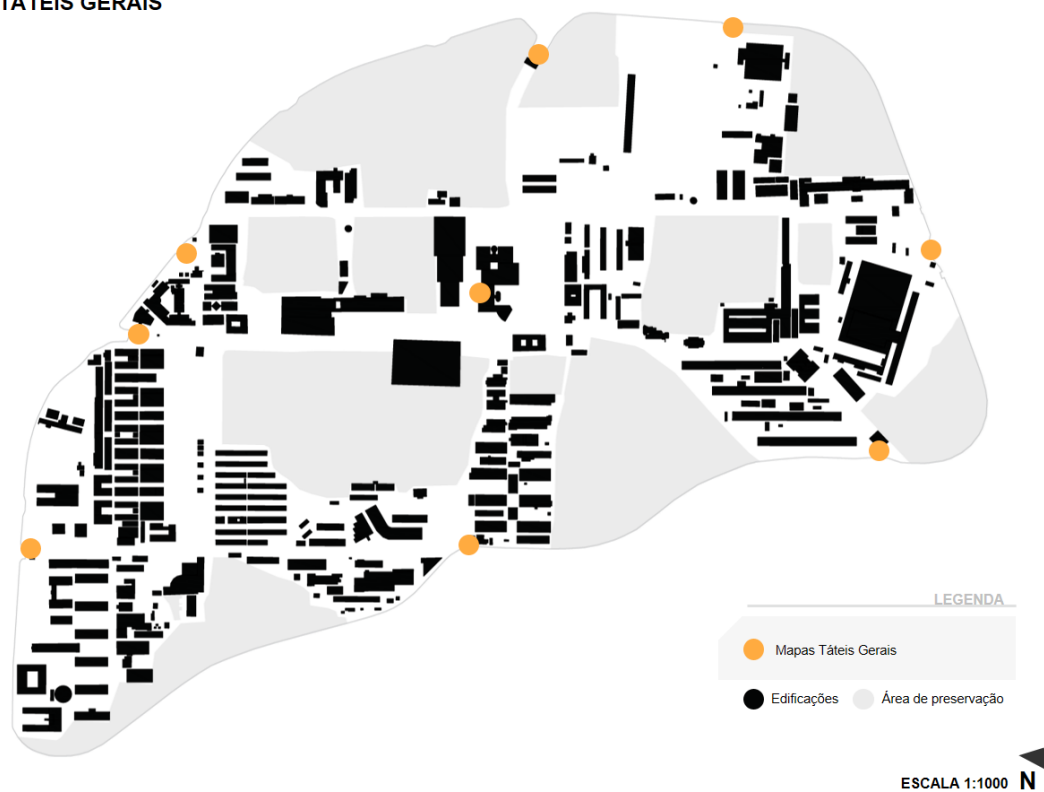 TÁTEIS GERAIS
LEGENDA
Mapas Táteis Gerais
Edificações
Área de preservação
ESCALA 1:1000
N